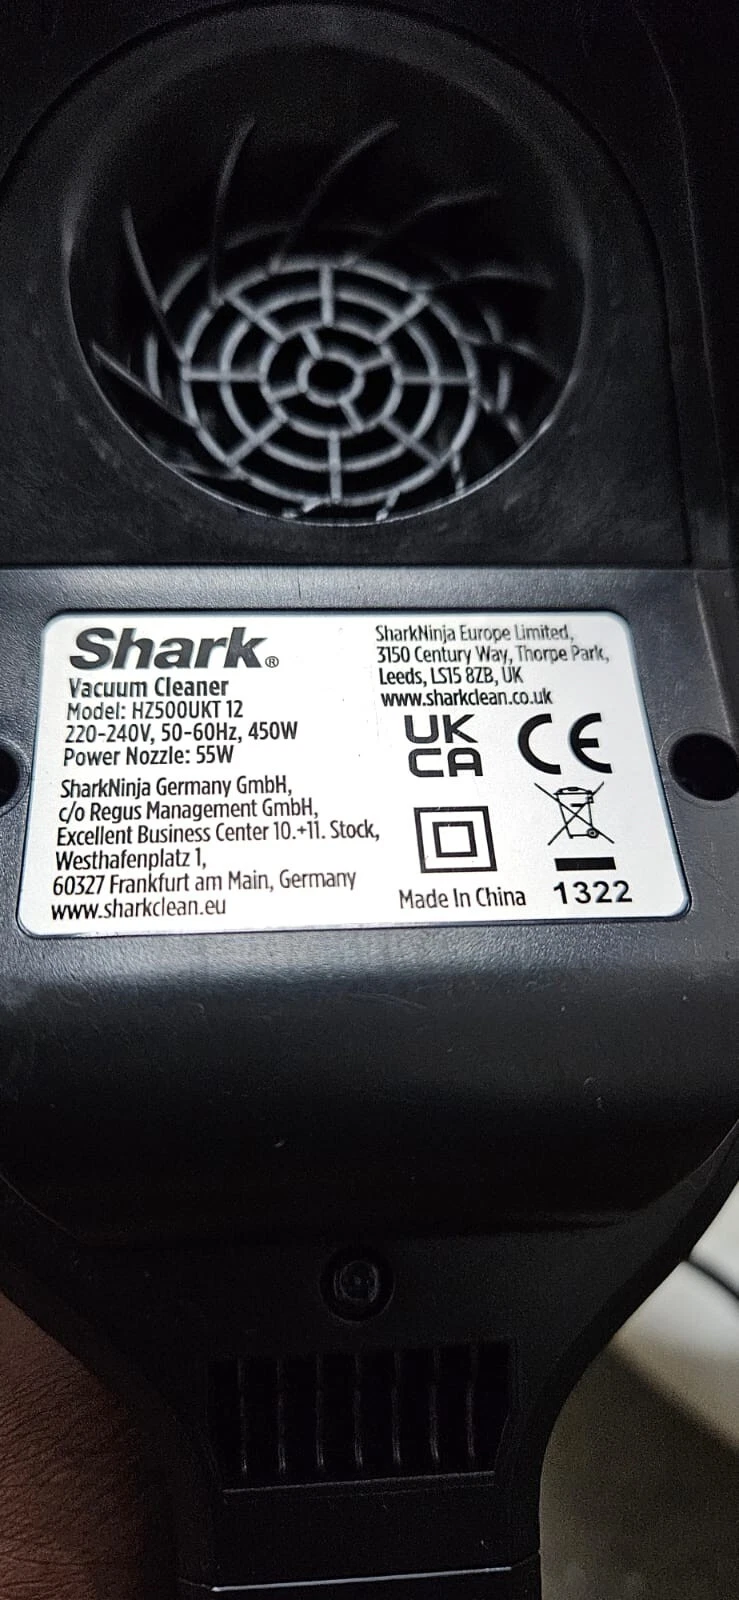 Shark®
Vacuum Cleaner
Model: HZ500UKT 12
220-240V, 50-60Hz, 450W
Power Nozzle: 55W
SharkNinja Germany GmbH,
c/o Regus Management GmbH,
Excellent Business Center 10.+11. Stock,
Westhafenplatz 1,
60327 Frankfurt am Main, Germany
www.sharkclean.eu
SharkNinja Europe Limited,
3150 Century Way, Thorpe Park,
Leeds, LS15 8ZB, UK
www.sharkclean.co.uk
UK
CA
CE
Made In China
1322